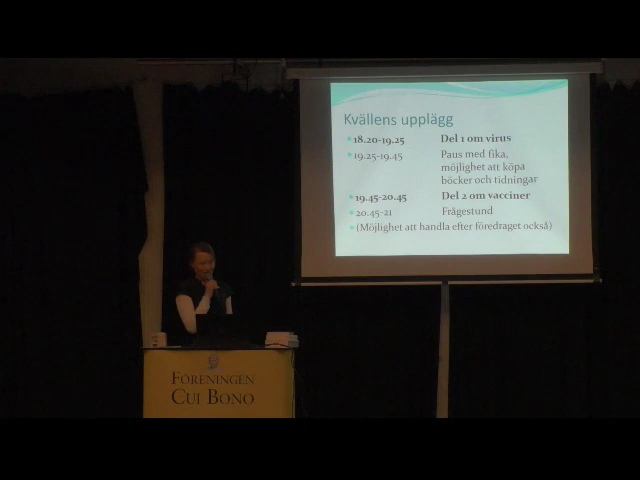 Kvällens upplägg
18.20-19.25 Del 1 om virus
19.25-19.45 Paus med fika,
möjlighet att köpa
böcker och tidningar
19.45-20.45 Del 2 om vacciner
20.45-21 Frågestund
(Möjlighet att handla efter föredraget också)
FÖRENINGEN
CUI BONO